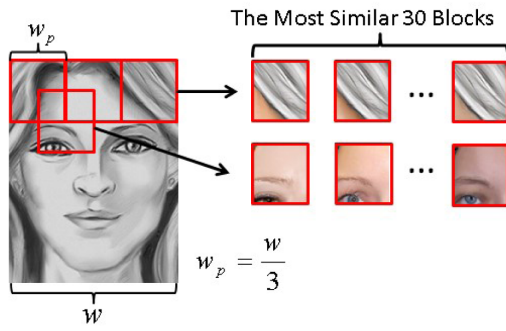 The Most Similar 30 Blocks
w_p
...
...
w_p = w/3
w